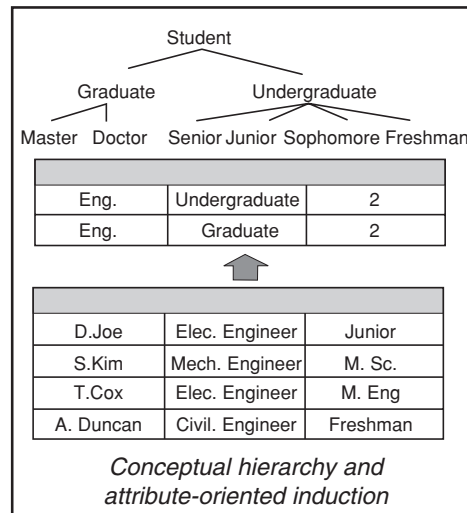 Student
Graduate Undergraduate
Master Doctor Senior Junior Sophomore Freshman
Eng. Undergraduate 2
Eng. Graduate 2
D.Joe Elec. Engineer Junior
S.Kim Mech. Engineer M. Sc.
T.Cox Elec. Engineer M. Eng
A. Duncan Civil. Engineer Freshman
Conceptual hierarchy and
attribute-oriented induction